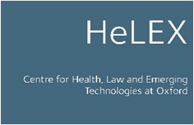 HeLEX
Centre for Health, Law and Emerging
Technologies at Oxford